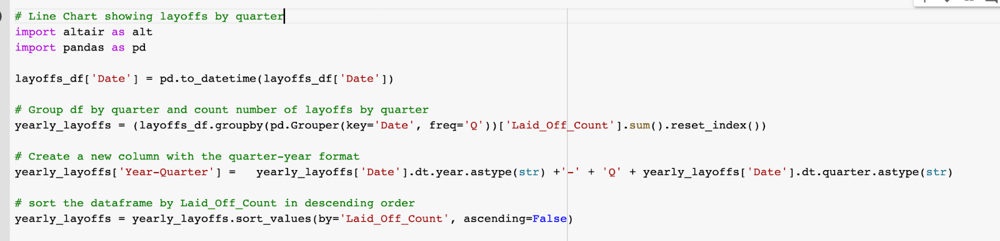 # Line Chart showing layoffs by quarter
import altair as alt
import pandas as pd
layoffs_df['Date'] = pd.to_datetime(layoffs_df['Date'])
# Group df by quarter and count number of layoffs by quarter
yearly_layoffs = (layoffs_df.groupby(pd.Grouper(key='Date', freq='Q'))['Laid_Off_Count'].sum().reset_index())
# Create a new column with the quarter-year format
yearly_layoffs['Year-Quarter'] =   yearly_layoffs['Date'].dt.year.astype(str) +'-' + 'Q' + yearly_layoffs['Date'].dt.quarter.astype(str)
# sort the dataframe by Laid_Off_Count in descending order
yearly_layoffs = yearly_layoffs.sort_values(by='Laid_Off_Count', ascending=False)